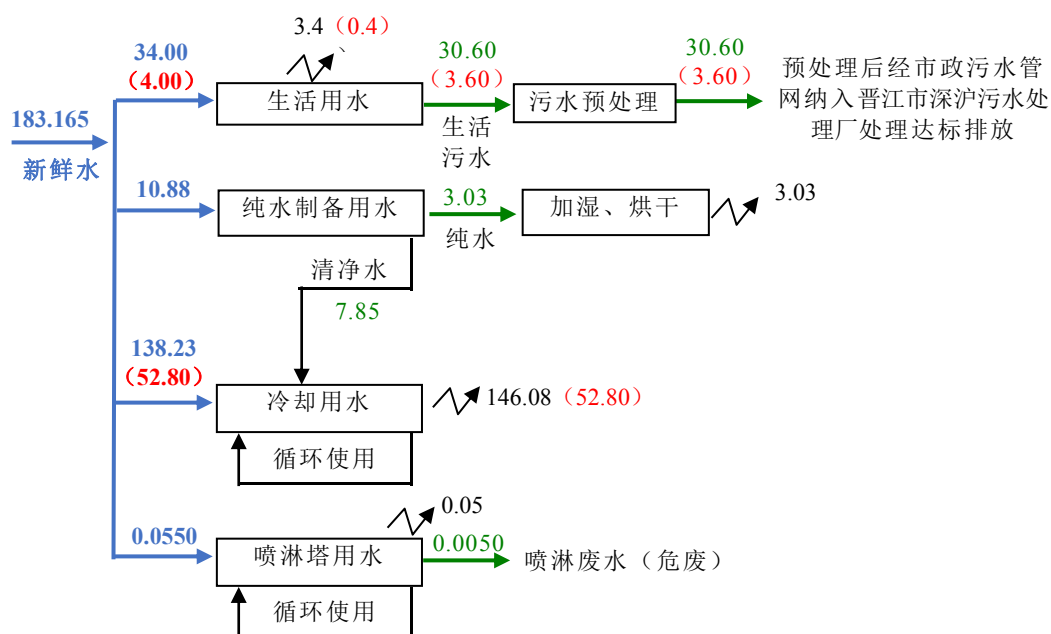 3.4（0.4）
34.00
（4.00）
生活用水
30.60
（3.60）
生活
污水
污水预处理
30.60
（3.60）
预处理后经市政污水管
网纳入晋江市深沪污水处
理厂处理达标排放
183.165
新鲜水
10.88
纯水制备用水
3.03
纯水
加湿、烘干
3.03
清净水
7.85
138.23
（52.80）
冷却用水
146.08（52.80）
循环使用
0.05
0.0550
喷淋塔用水
0.0050
喷淋废水（危废）
循环使用